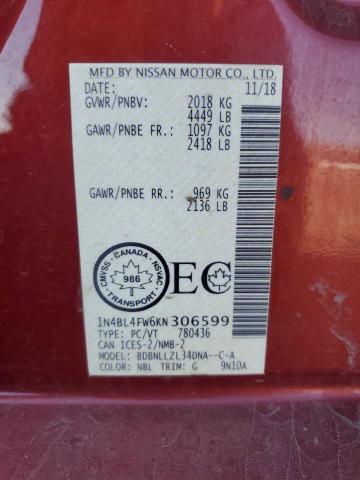 MFD BY NISSAN MOTOR CO., LTD.
DATE: 11/18
GVWR/PNBV: 2018 KG
4449 LB
GAWR/PNBE FR.: 1097 KG
2418 LB
GAWR/PNBE RR.: 969 KG
2136 LB
CMVSS - CANADA - NSVAC
986
TRANSPORT
EC
1N4BL4FW6KN306599
TYPE: PC/VT 780436
CAN ICES-2/NMB-2
MODEL: BDBNLLZL34DNA--C-A
COLOR: NBL TRIM: G 9N10A